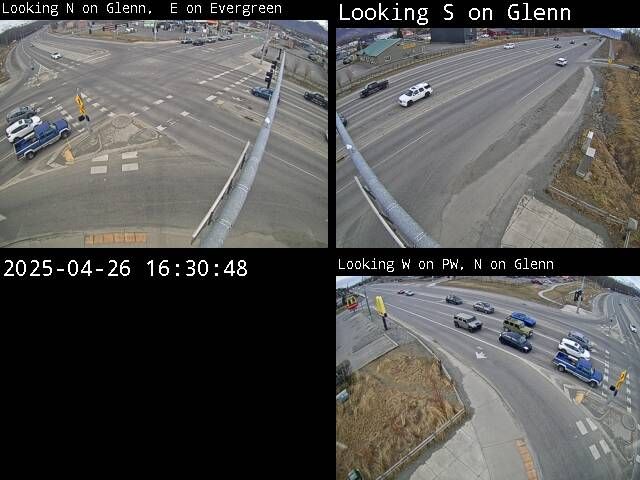 Looking N on Glenn,  E on Evergreen
Looking S on Glenn
2025-04-26 16:30:48
Looking W on PW, N on Glenn